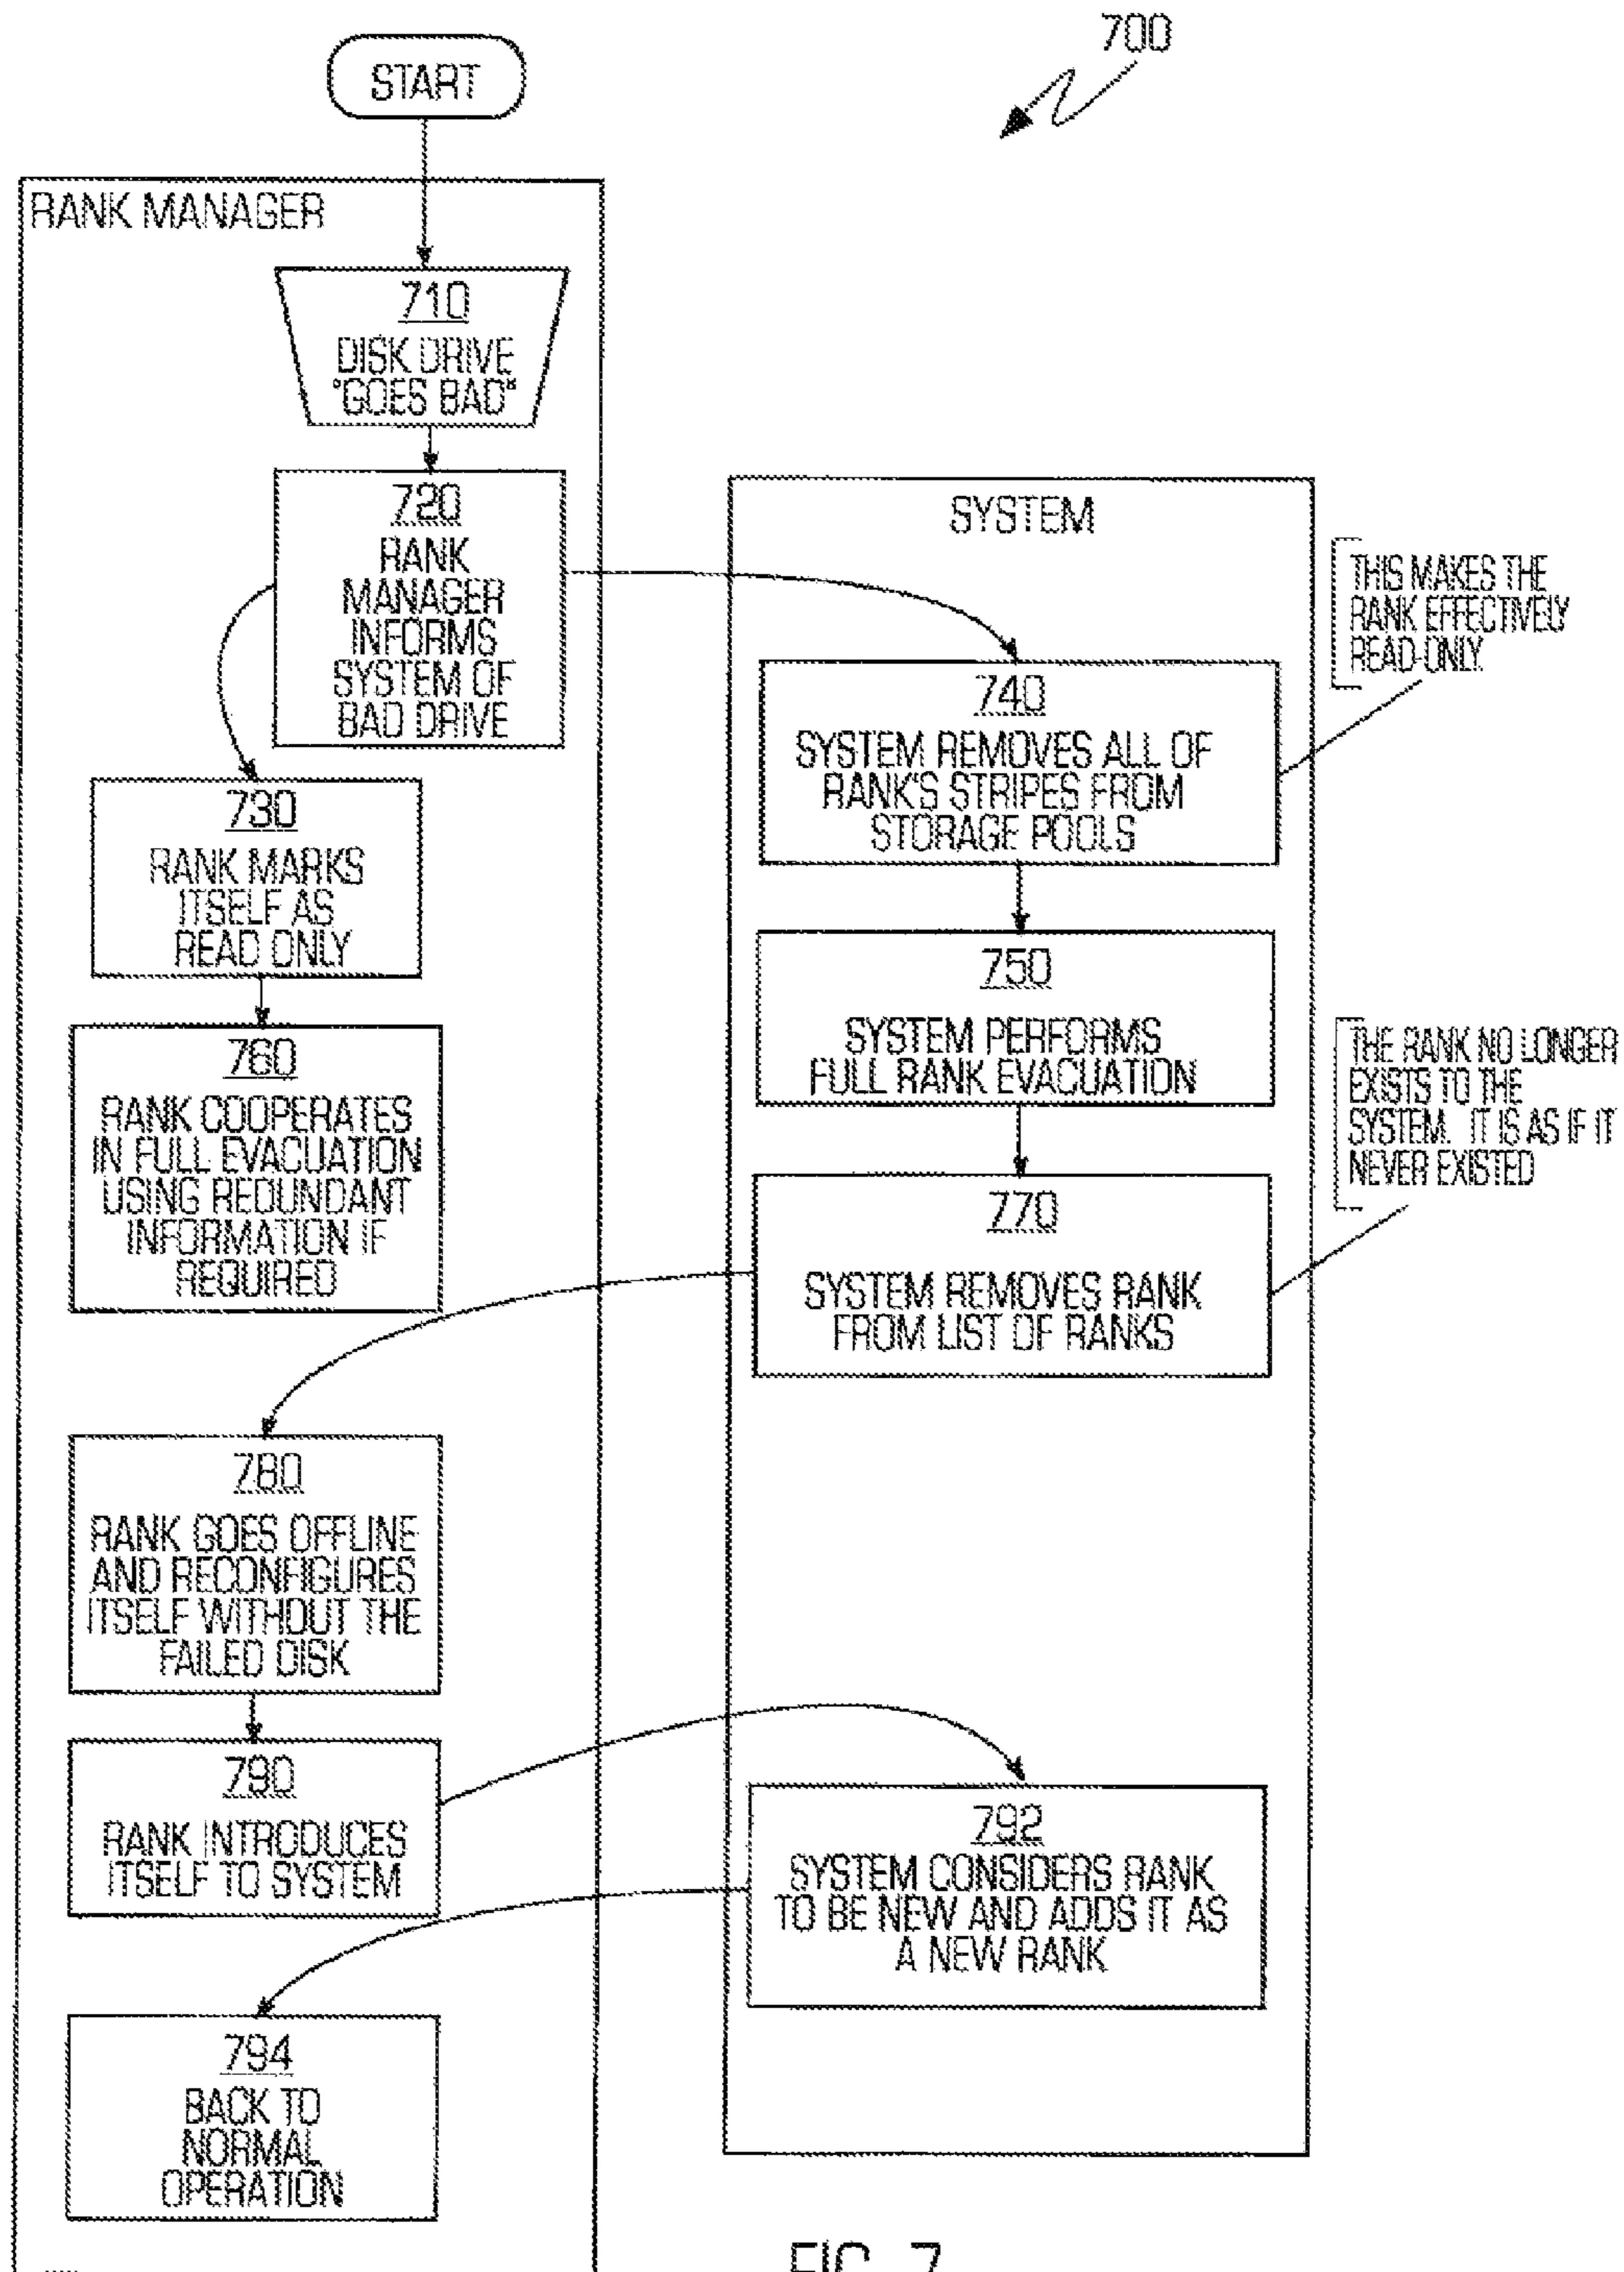 700
START
RANK MANAGER
710
DISK DRIVE
"GOES BAD"
720
RANK
MANAGER
INFORMS
SYSTEM OF
BAD DRIVE
730
RANK MARKS
ITSELF AS
READ ONLY
760
RANK COOPERATES
IN FULL EVACUATION
USING REDUNDANT
INFORMATION IF
REQUIRED
780
RANK GOES OFFLINE
AND RECONFIGURES
ITSELF WITHOUT THE
FAILED DISK
790
RANK INTRODUCES
ITSELF TO SYSTEM
794
BACK TO
NORMAL
OPERATION
SYSTEM
740
SYSTEM REMOVES ALL OF
RANK'S STRIPES FROM
STORAGE POOLS
750
SYSTEM PERFORMS
FULL RANK EVACUATION
770
SYSTEM REMOVES RANK
FROM LIST OF RANKS
792
SYSTEM CONSIDERS RANK
TO BE NEW AND ADDS IT AS
A NEW RANK
THIS MAKES THE
RANK EFFECTIVELY
READ-ONLY.
THE RANK NO LONGER
EXISTS TO THE
SYSTEM. IT IS AS IF IT
NEVER EXISTED
FIG. 7